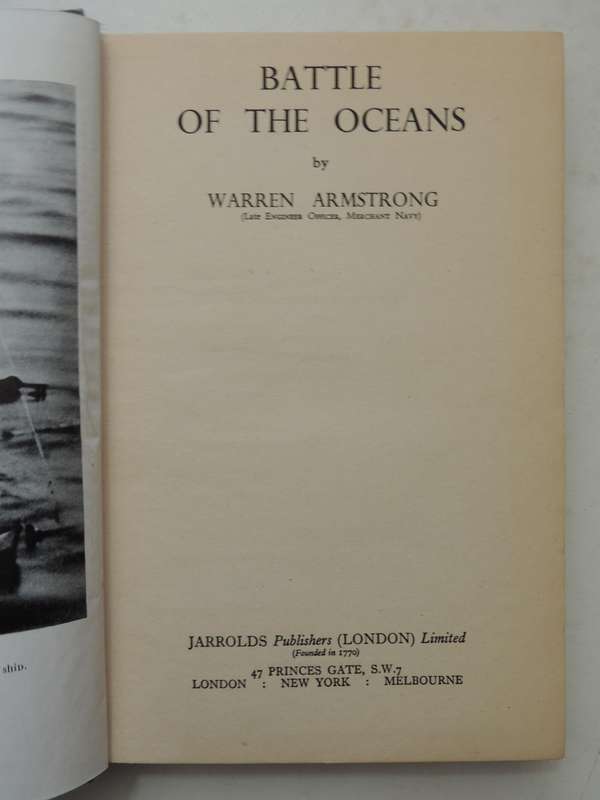 BATTLE
OF THE OCEANS
by
WARREN ARMSTRONG
(Late Engineer Officer, Merchant Navy)
JARROLDS Publishers (LONDON) Limited
(Founded in 1770)
47 PRINCES GATE, S.W.7
LONDON : NEW YORK : MELBOURNE
ship.